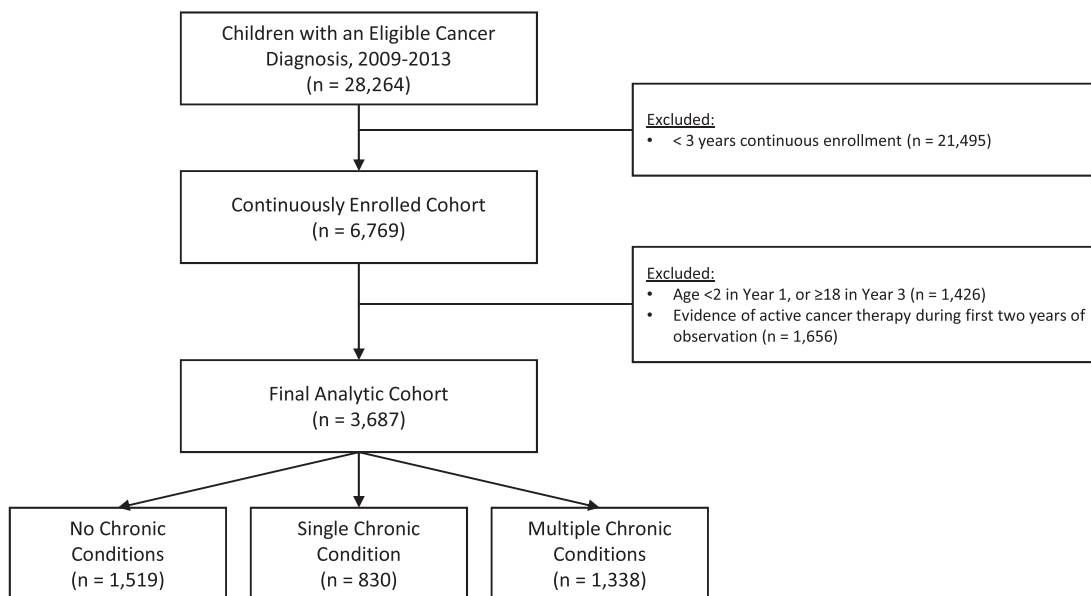 Children with an Eligible Cancer
Diagnosis, 2009-2013
(n = 28,264)
Excluded:
• < 3 years continuous enrollment (n = 21,495)
Continuously Enrolled Cohort
(n = 6,769)
Excluded:
• Age <2 in Year 1, or ≥18 in Year 3 (n = 1,426)
• Evidence of active cancer therapy during first two years of
observation (n = 1,656)
Final Analytic Cohort
(n = 3,687)
No Chronic
Conditions
(n = 1,519)
Single Chronic
Condition
(n = 830)
Multiple Chronic
Conditions
(n = 1,338)